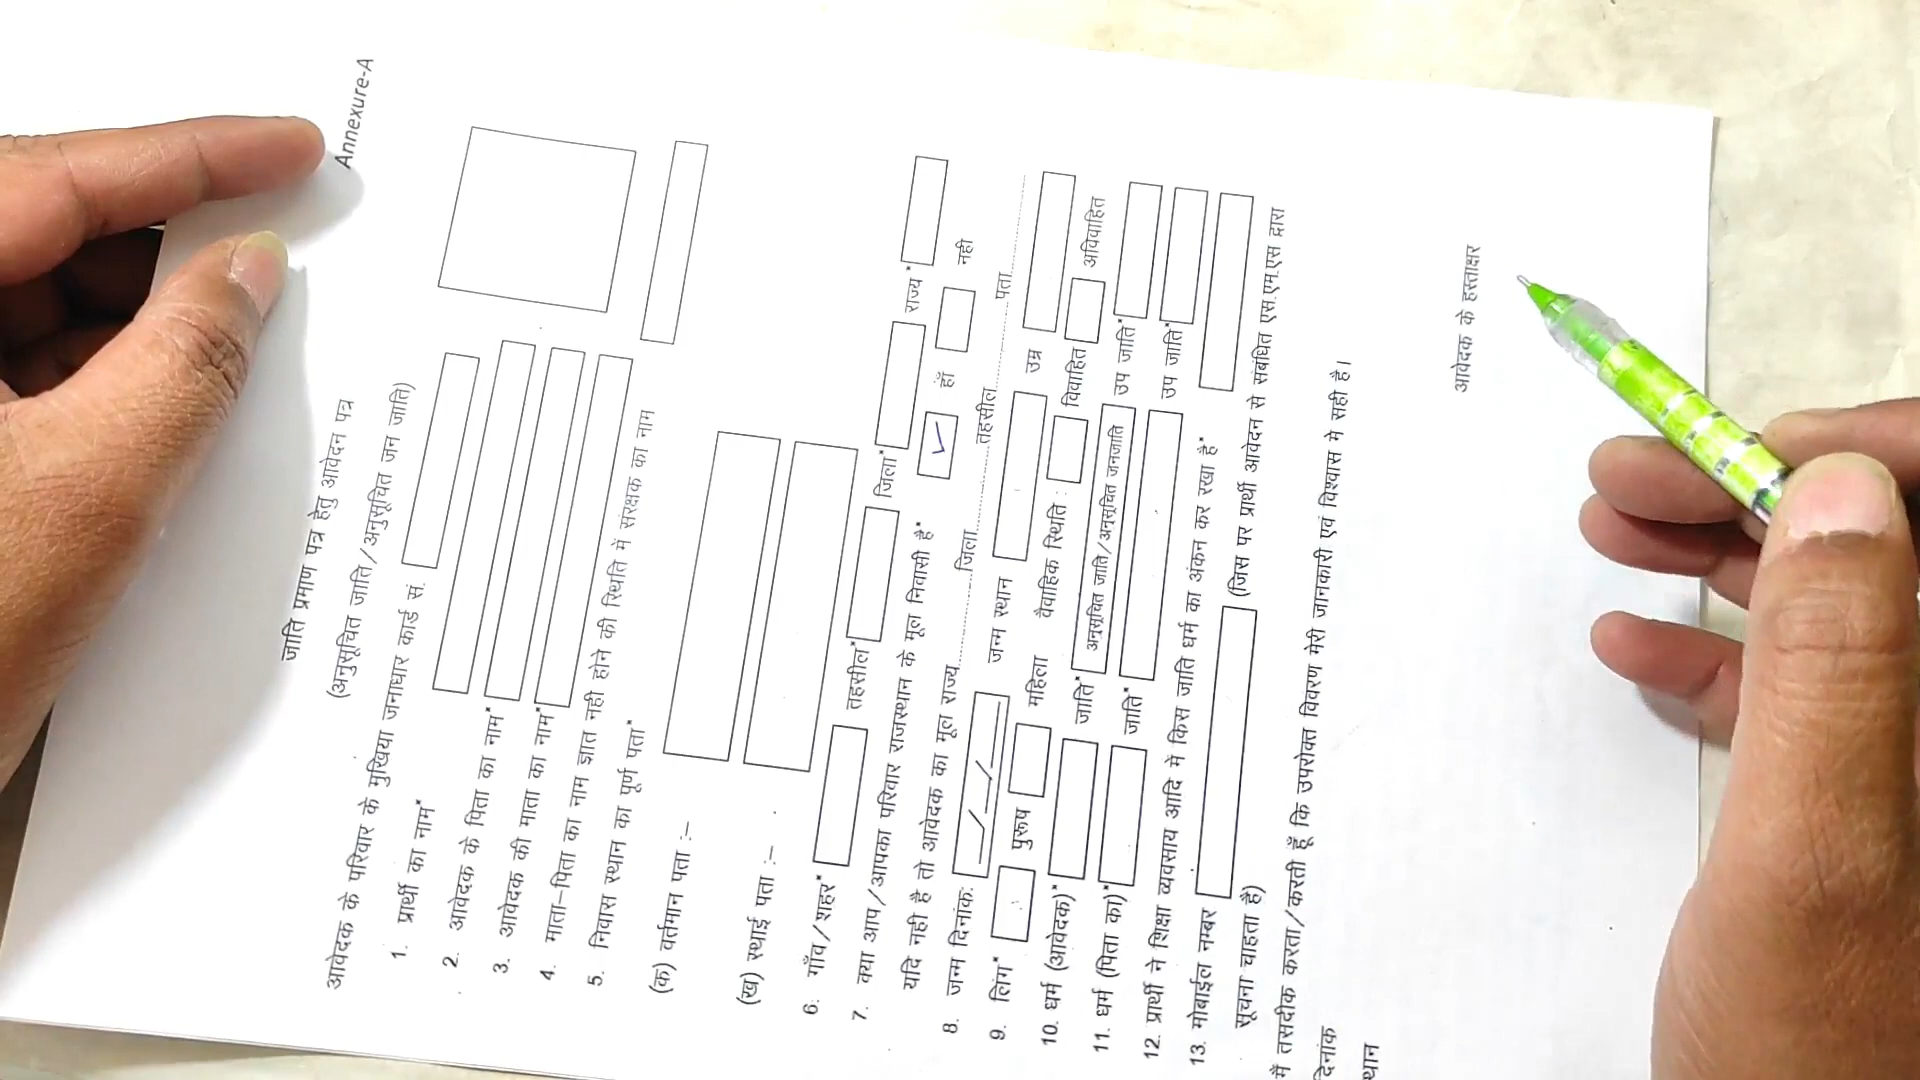 Annexure-A
जाति प्रमाण पत्र हेतु आवेदन पत्र
(अनुसूचित जाति/अनुसूचित जन जाति)
आवेदक के परिवार के मुखिया जनाधार कार्ड सं.
1. प्रार्थी का नाम*
2. आवेदक के पिता का नाम*
3. आवेदक की माता का नाम*
4. माता–पिता का नाम ज्ञात नही होने की स्थिति में संरक्षक का नाम
5. निवास स्थान का पूर्ण पता*
(क) वर्तमान पता :–
(ख) स्थाई पता :–
6. गाँव/शहर* तहसील* जिला* राज्य*
7. क्या आप/आपका परिवार राजस्थान के मूल निवासी है* ✓ हाँ नही
यदि नही है तो आवेदक का मूल राज्य जिला तहसील पता
8. जन्म दिनांक. / / जन्म स्थान उम्र
9. लिंग* पुरूष महिला वैवाहिक स्थिति : विवाहित अविवाहित
10. धर्म (आवेदक)* जाति* अनुसूचित जाति/अनुसूचित जनजाति उप जाति*
11. धर्म (पिता का)* जाति* उप जाति*
12. प्रार्थी ने शिक्षा व्यवसाय आदि मे किस जाति धर्म का अंकन कर रखा है*
13. मोबाईल नम्बर (जिस पर प्रार्थी आवेदन से संबंधित एस.एम.एस द्वारा
सूचना चाहता है)
मैं तसदीक करता/करती हूँ कि उपरोक्त विवरण मेरी जानकारी एवं विश्वास मे सही है।
दिनांक
आवेदक के हस्ताक्षर